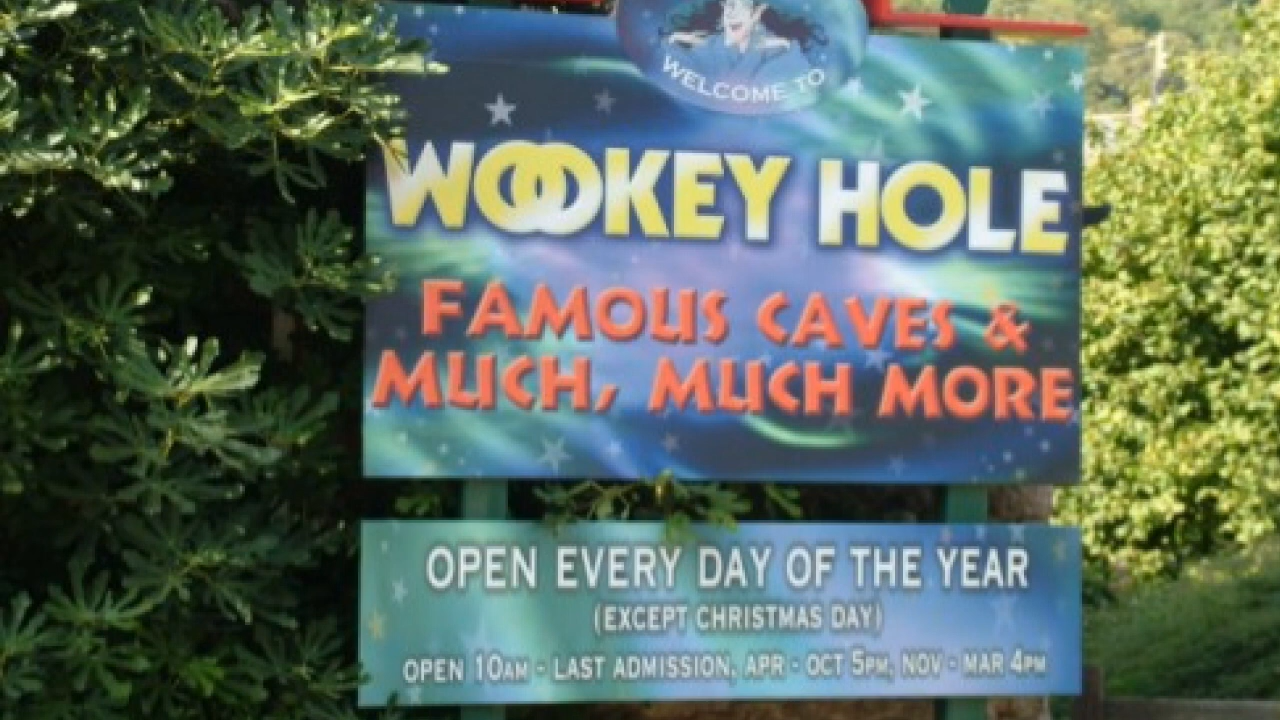 WELCOME TO
WOOKEY HOLE
FAMOUS CAVES &
MUCH, MUCH MORE
OPEN EVERY DAY OF THE YEAR
(EXCEPT CHRISTMAS DAY)
OPEN 10AM - LAST ADMISSION, APR - OCT 5PM, NOV - MAR 4PM